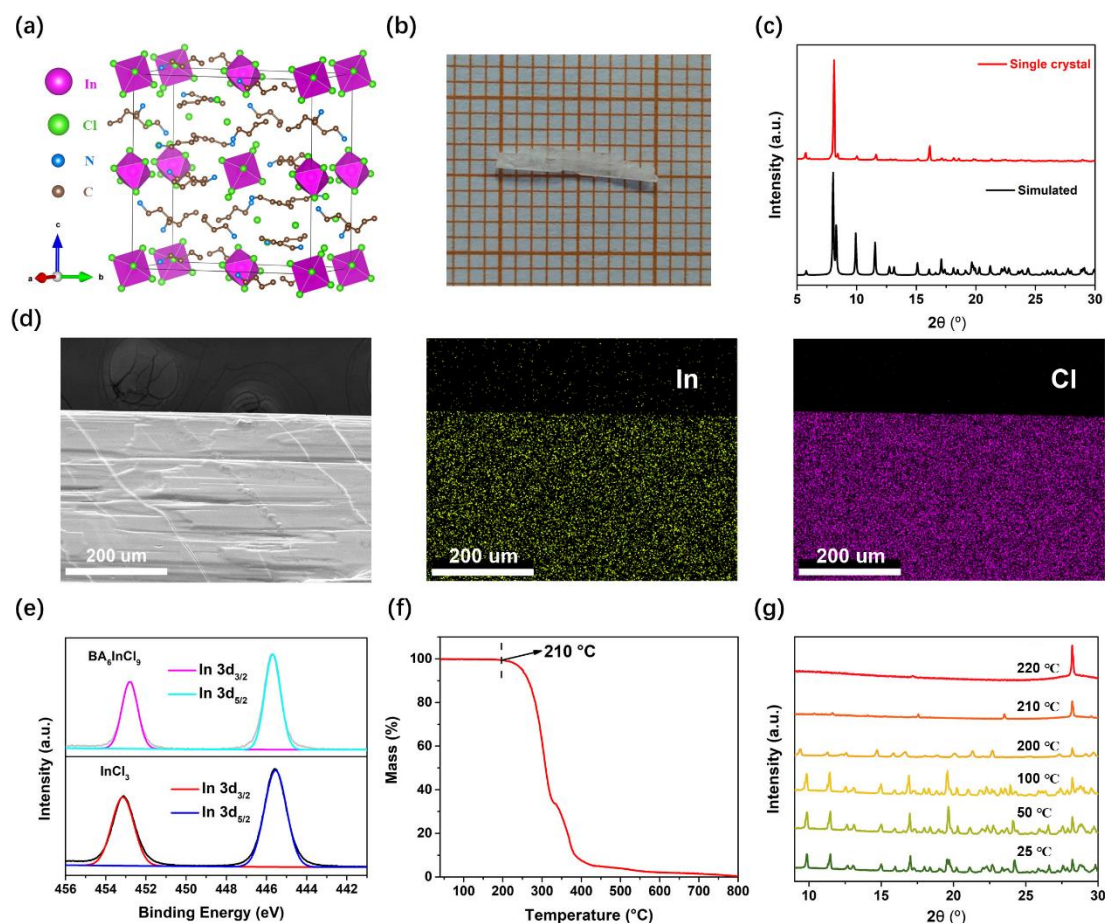 (a)
In
Cl
N
C
c
a
b
(b)
(c)
Intensity (a.u.)
Single crystal
Simulated
5 10 15 20 25 30
2θ (°)
(d)
200 um
In
200 um
Cl
200 um
(e)
Intensity (a.u.)
BA₆InCl₉
In 3d₃/₂
In 3d₅/₂
InCl₃
In 3d₃/₂
In 3d₅/₂
456 454 452 450 448 446 444 442
Binding Energy (eV)
(f)
Mass (%)
100
80
60
40
20
0
210 °C
100 200 300 400 500 600 700 800
Temperature (°C)
(g)
Intensity (a.u.)
220 °C
210 °C
200 °C
100 °C
50 °C
25 °C
10 15 20 25 30
2θ (°)